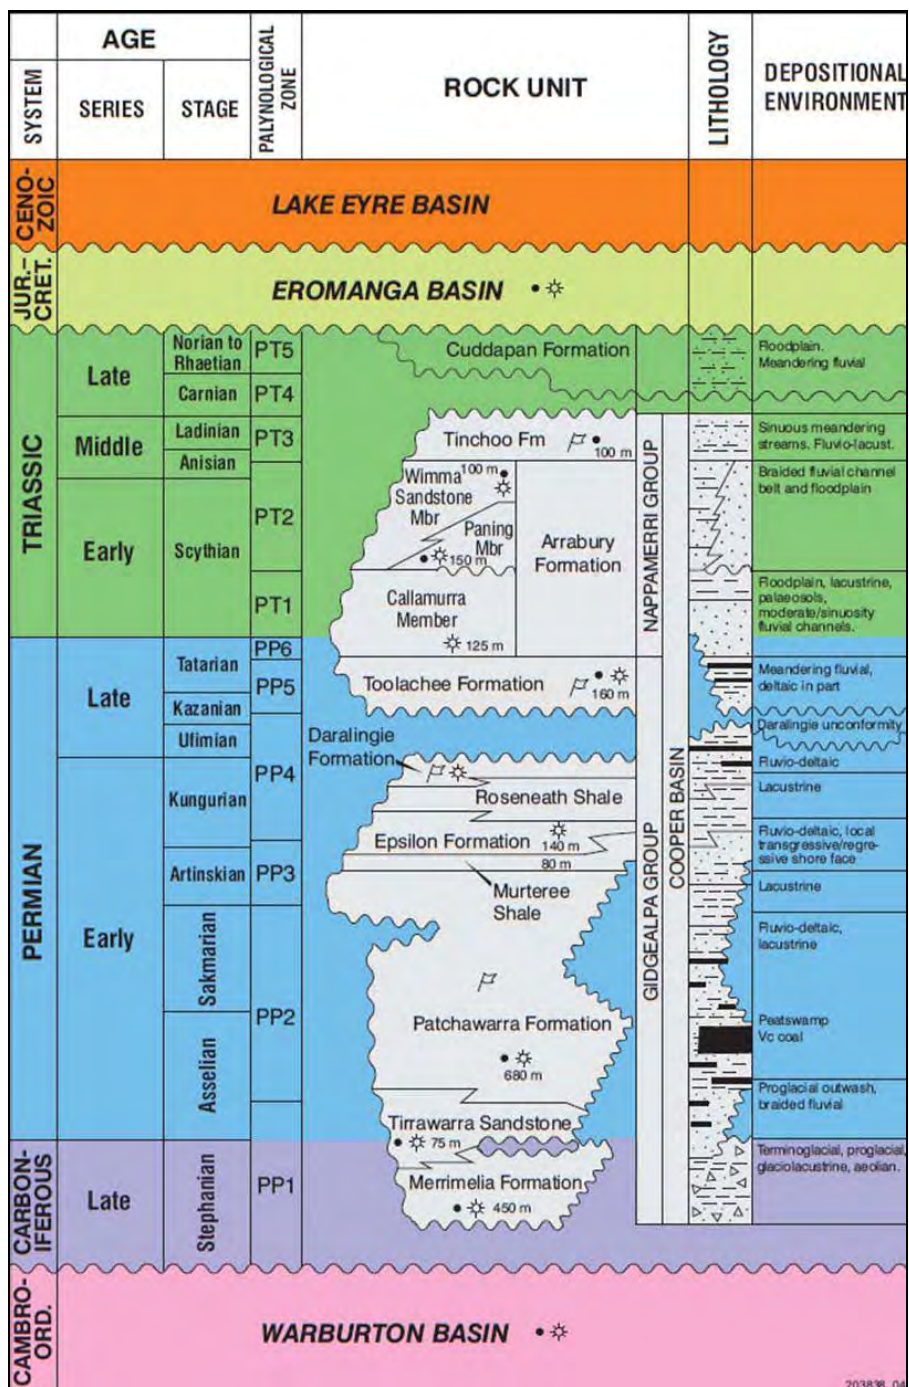 AGE
SYSTEM
SERIES
STAGE
PALYNOLOGICAL
ZONE
ROCK UNIT
LITHOLOGY
DEPOSITIONAL
ENVIRONMENT
CENO-
ZOIC
LAKE EYRE BASIN
JUR.–
CRET.
EROMANGA BASIN
TRIASSIC
Late
Norian to
Rhaetian
PT5
Cuddapan Formation
Floodplain.
Meandering fluvial
Carnian
PT4
Middle
Ladinian
PT3
Anisian
Tinchoo Fm
100 m
Sinuous meandering
streams. Fluvio-lacust.
Early
Scythian
PT2
Wimma
Sandstone
Mbr
100 m
Paning
Mbr
150 m
Arrabury
Formation
NAPPAMERRI GROUP
Braided fluvial channel
belt and floodplain
PT1
Callamurra
Member
125 m
Floodplain, lacustrine,
palaeosols,
moderate/sinuosity
fluvial channels.
PERMIAN
Late
Tatarian
PP6
PP5
Toolachee Formation
160 m
Meandering fluvial,
deltaic in part
Kazanian
Ufimian
Daralingie unconformity
Daralingie
Formation
Fluvio-deltaic
Early
Kungurian
PP4
Roseneath Shale
Lacustrine
Epsilon Formation
140 m
80 m
Fluvio-deltaic, local
transgressive/regre-
ssive shore face
Artinskian
PP3
Murteree
Shale
Lacustrine
GIDGEALPA GROUP
COOPER BASIN
Sakmarian
PP2
Fluvio-deltaic,
lacustrine
Asselian
Patchawarra Formation
680 m
Peatswamp
Vc coal
Tirrawarra Sandstone
75 m
Proglacial outwash,
braided fluvial
CARBON-
IFEROUS
Late
Stephanian
PP1
Merrimelia Formation
450 m
Terminoglacial, proglacial,
glaciolacustrine, aeolian.
CAMBRO-
ORD.
WARBURTON BASIN
203838_04